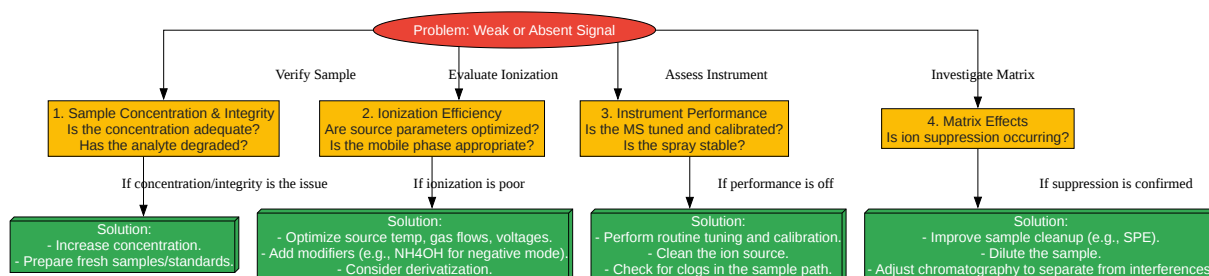 Problem: Weak or Absent Signal
Verify Sample
Evaluate Ionization
Assess Instrument
Investigate Matrix
1. Sample Concentration & Integrity
Is the concentration adequate?
Has the analyte degraded?
2. Ionization Efficiency
Are source parameters optimized?
Is the mobile phase appropriate?
3. Instrument Performance
Is the MS tuned and calibrated?
Is the spray stable?
4. Matrix Effects
Is ion suppression occurring?
If concentration/integrity is the issue
If ionization is poor
If performance is off
If suppression is confirmed
Solution:
- Increase concentration.
- Prepare fresh samples/standards.
Solution:
- Optimize source temp, gas flows, voltages.
- Add modifiers (e.g., NH4OH for negative mode).
- Consider derivatization.
Solution:
- Perform routine tuning and calibration.
- Clean the ion source.
- Check for clogs in the sample path.
Solution:
- Improve sample cleanup (e.g., SPE).
- Dilute the sample.
- Adjust chromatography to separate from interferences.